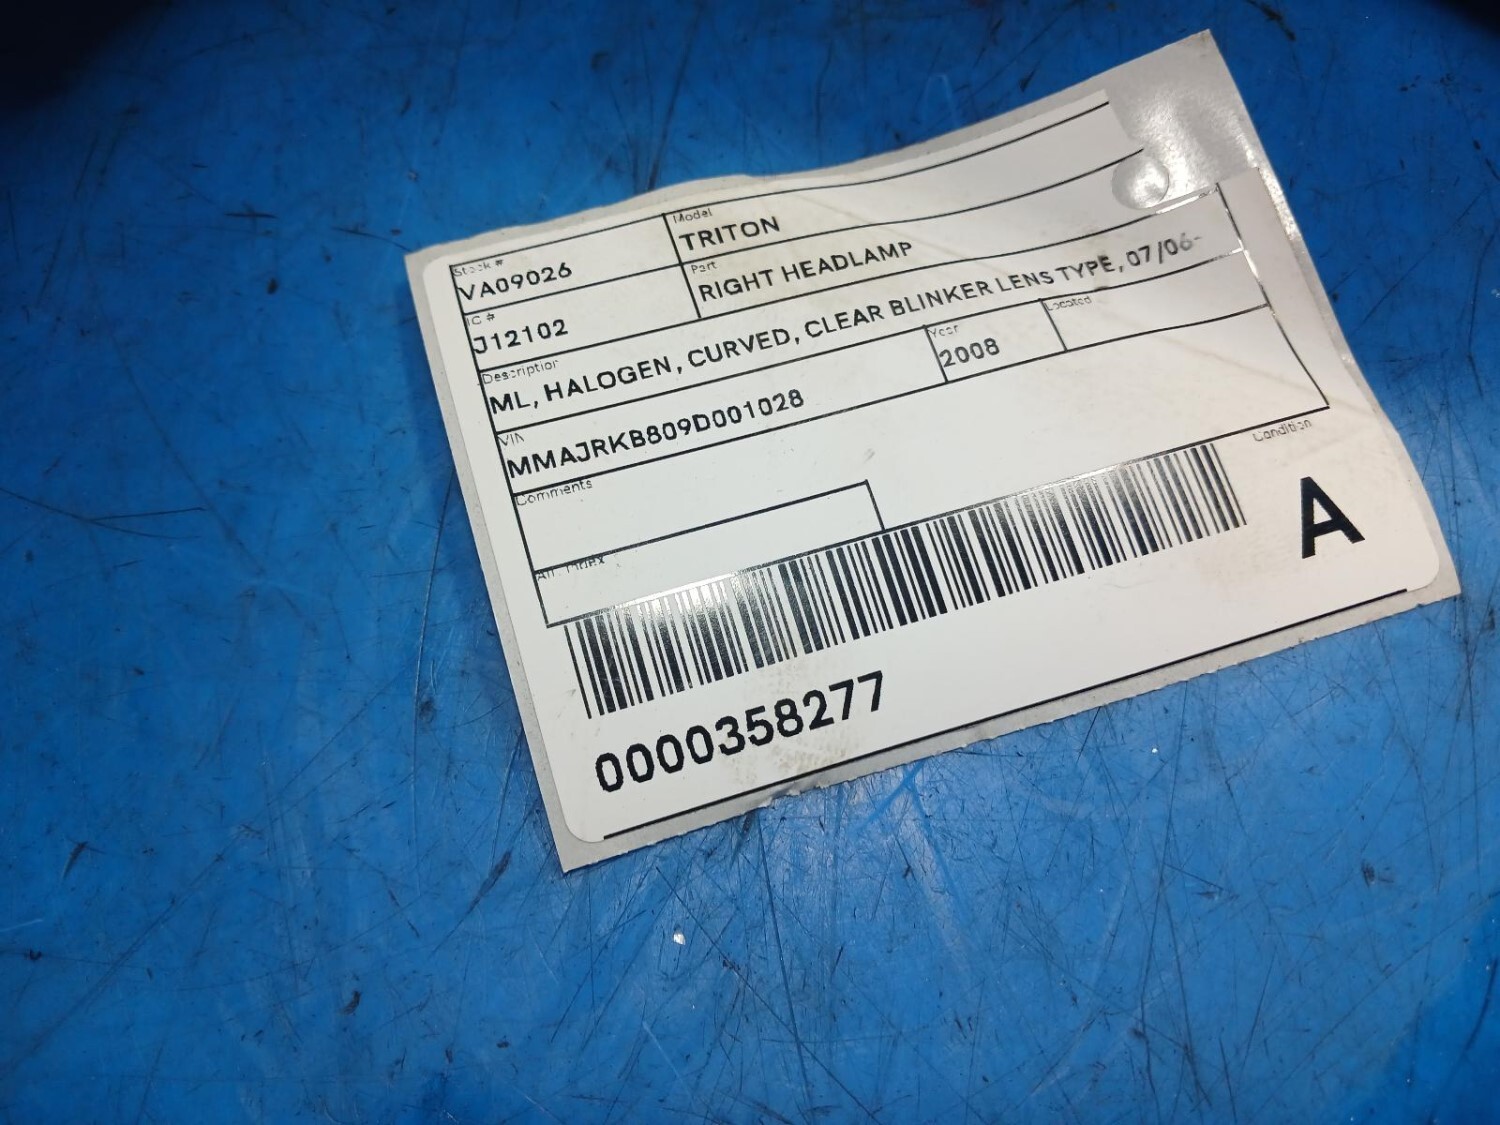 Stock #
VA09026
Model
TRITON
IC #
J12102
Part
RIGHT HEADLAMP
Description
ML, HALOGEN, CURVED, CLEAR BLINKER LENS TYPE, 07/06-
VIN
MMAJRKB809D001028
Year
2008
Located
Comments
Condition
A
0000358277